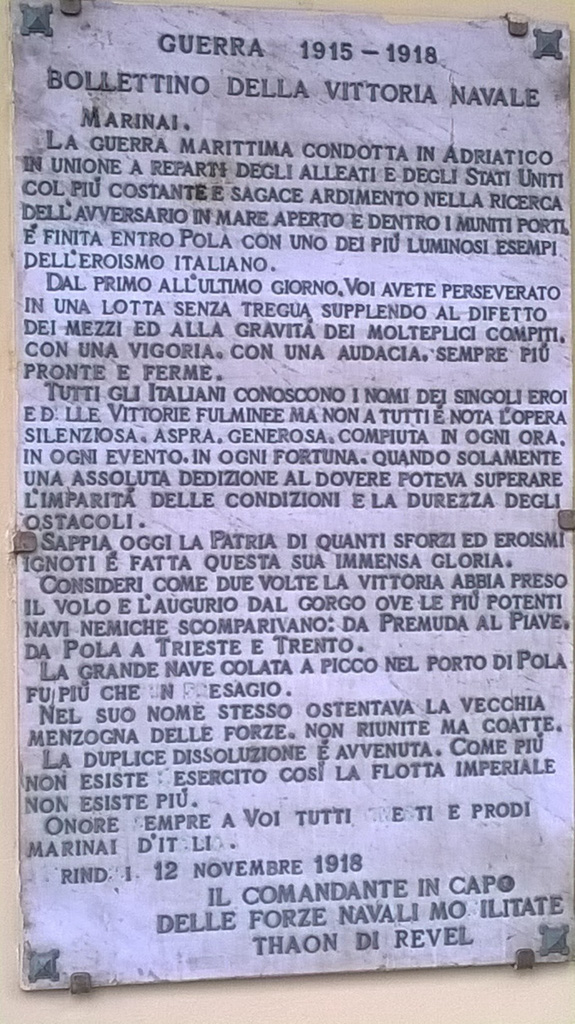 GUERRA 1915-1918
BOLLETTINO DELLA VITTORIA NAVALE
MARINAI.
LA GUERRA MARITTIMA CONDOTTA IN ADRIATICO
IN UNIONE A REPARTI DEGLI ALLEATI E DEGLI STATI UNITI
COL PIÙ COSTANTE E SAGACE ARDIMENTO NELLA RICERCA
DELL'AVVERSARIO IN MARE APERTO E DENTRO I MUNITI PORTI,
È FINITA ENTRO POLA CON UNO DEI PIÙ LUMINOSI ESEMPI
DELL'EROISMO ITALIANO.
DAL PRIMO ALL'ULTIMO GIORNO, VOI AVETE PERSEVERATO
IN UNA LOTTA SENZA TREGUA SUPPLENDO AL DIFETTO
DEI MEZZI ED ALLA GRAVITÀ DEI MOLTEPLICI COMPITI,
CON UNA VIGORIA, CON UNA AUDACIA, SEMPRE PIÙ
PRONTE E FERME.
TUTTI GLI ITALIANI CONOSCONO I NOMI DEI SINGOLI EROI
E D LLE VITTORIE FULMINEE MA NON A TUTTI È NOTA L'OPERA
SILENZIOSA, ASPRA, GENEROSA, COMPIUTA IN OGNI ORA,
IN OGNI EVENTO, IN OGNI FORTUNA, QUANDO SOLAMENTE
UNA ASSOLUTA DEDIZIONE AL DOVERE POTEVA SUPERARE
L'IMPARITÀ DELLE CONDIZIONI E LA DUREZZA DEGLI
OSTACOLI.
SAPPIA OGGI LA PATRIA DI QUANTI SFORZI ED EROISMI
IGNOTI È FATTA QUESTA SUA IMMENSA GLORIA.
CONSIDERI COME DUE VOLTE LA VITTORIA ABBIA PRESO
IL VOLO E L'AUGURIO DAL GORGO OVE LE PIÙ POTENTI
NAVI NEMICHE SCOMPARIVANO: DA PREMUDA AL PIAVE,
DA POLA A TRIESTE E TRENTO.
LA GRANDE NAVE COLATA A PICCO NEL PORTO DI POLA
FU PIÙ CHE N ESAGIO.
NEL SUO NOME STESSO OSTENTAVA LA VECCHIA
MENZOGNA DELLE FORZE, NON RIUNITE MA COATTE.
LA DUPLICE DISSOLUZIONE È AVVENUTA. COME PIÙ
NON ESISTE ESERCITO COSÌ LA FLOTTA IMPERIALE
NON ESISTE PIÙ.
ONORE EMPRE A VOI TUTTI E TI E PRODI
MARINAI D'IT LI .
RIND I. 12 NOVEMBRE 1918
IL COMANDANTE IN CAPO
DELLE FORZE NAVALI MO ILITATE
THAON DI REVEL